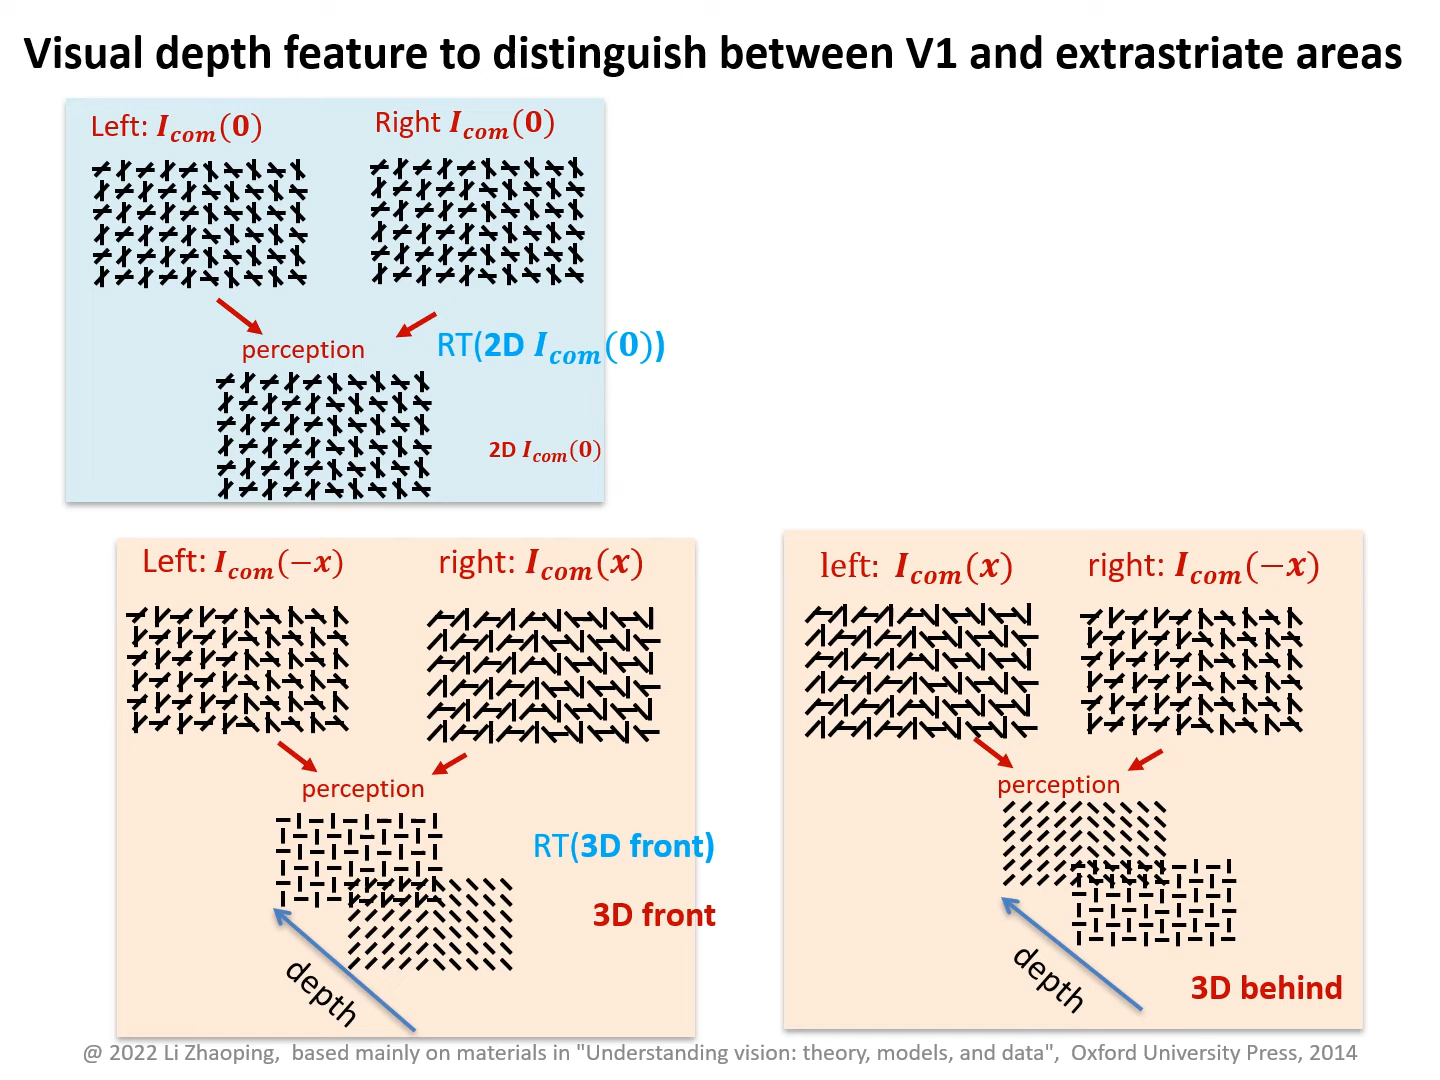 Visual depth feature to distinguish between V1 and extrastriate areas
Left: I_com(0)
Right I_com(0)
perception
RT(2D I_com(0))
2D I_com(0)
Left: I_com(−x)
right: I_com(x)
perception
RT(3D front)
3D front
depth
left: I_com(x)
right: I_com(−x)
perception
depth
3D behind
@ 2022 Li Zhaoping, based mainly on materials in "Understanding vision: theory, models, and data", Oxford University Press, 2014